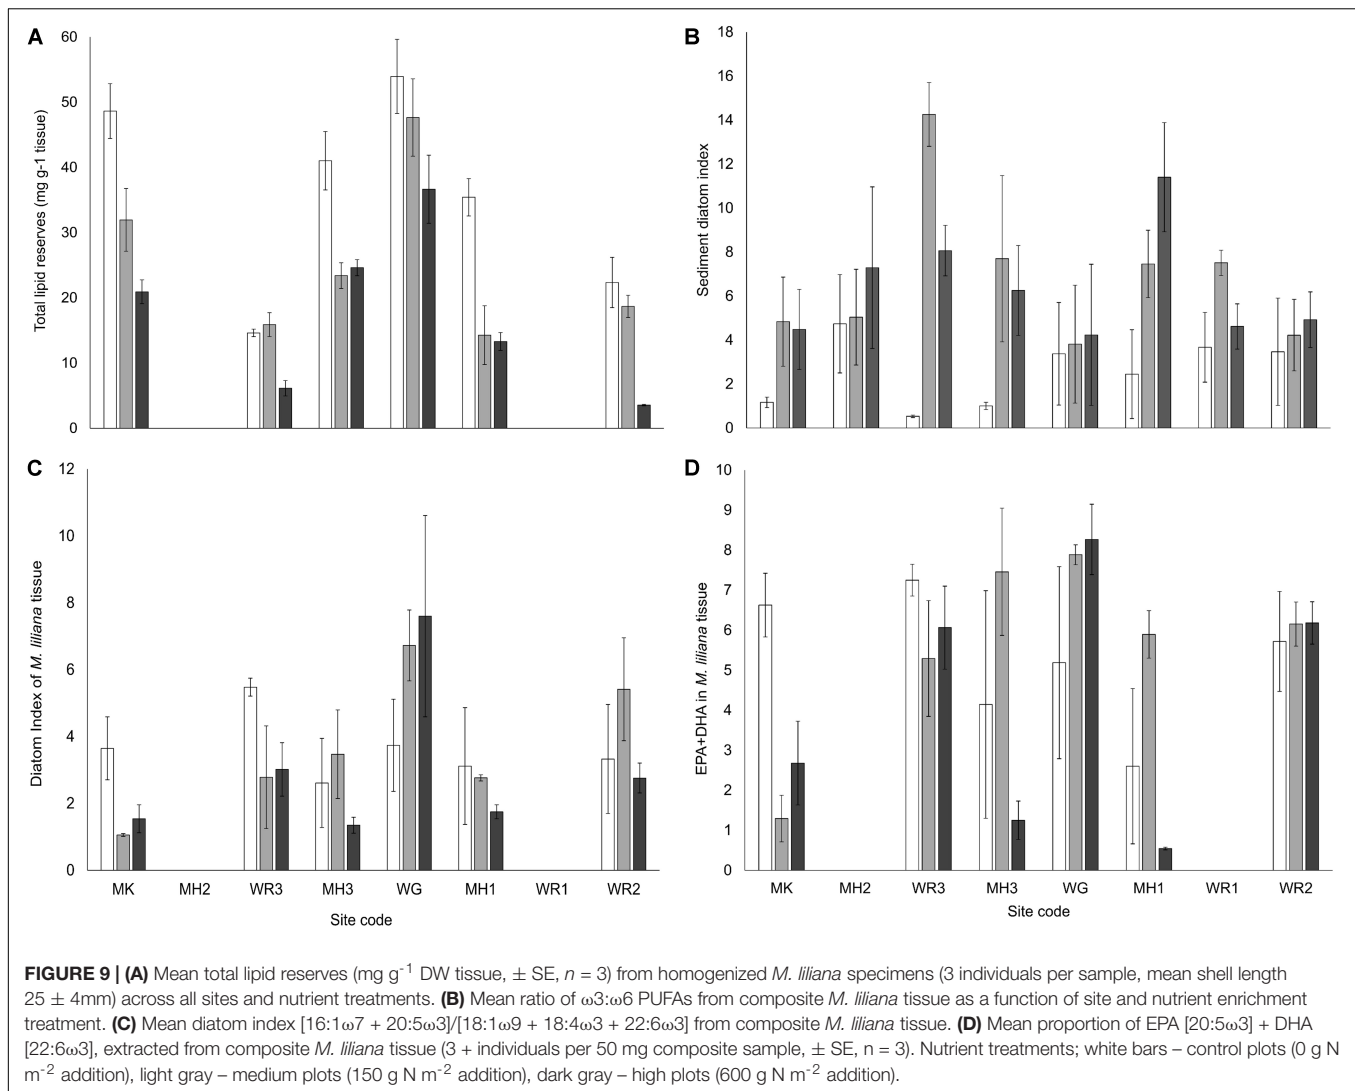 A
60
50
40
30
20
10
0
Total lipid reserves (mg g-1 tissue)
B
18
16
14
12
10
8
6
4
2
0
Sediment diatom index
C
12
10
8
6
4
2
0
Diatom Index of M. liliana tissue
MK MH2 WR3 MH3 WG MH1 WR1 WR2
Site code
D
10
9
8
7
6
5
4
3
2
1
0
EPA+DHA in M. liliana tissue
MK MH2 WR3 MH3 WG MH1 WR1 WR2
Site code
FIGURE 9 | (A) Mean total lipid reserves (mg g-1 DW tissue, ± SE, n = 3) from homogenized M. liliana specimens (3 individuals per sample, mean shell length
25 ± 4mm) across all sites and nutrient treatments. (B) Mean ratio of ω3:ω6 PUFAs from composite M. liliana tissue as a function of site and nutrient enrichment
treatment. (C) Mean diatom index [16:1ω7 + 20:5ω3]/[18:1ω9 + 18:4ω3 + 22:6ω3] from composite M. liliana tissue. (D) Mean proportion of EPA [20:5ω3] + DHA
[22:6ω3], extracted from composite M. liliana tissue (3 + individuals per 50 mg composite sample, ± SE, n = 3). Nutrient treatments; white bars – control plots (0 g N
m-2 addition), light gray – medium plots (150 g N m-2 addition), dark gray – high plots (600 g N m-2 addition).